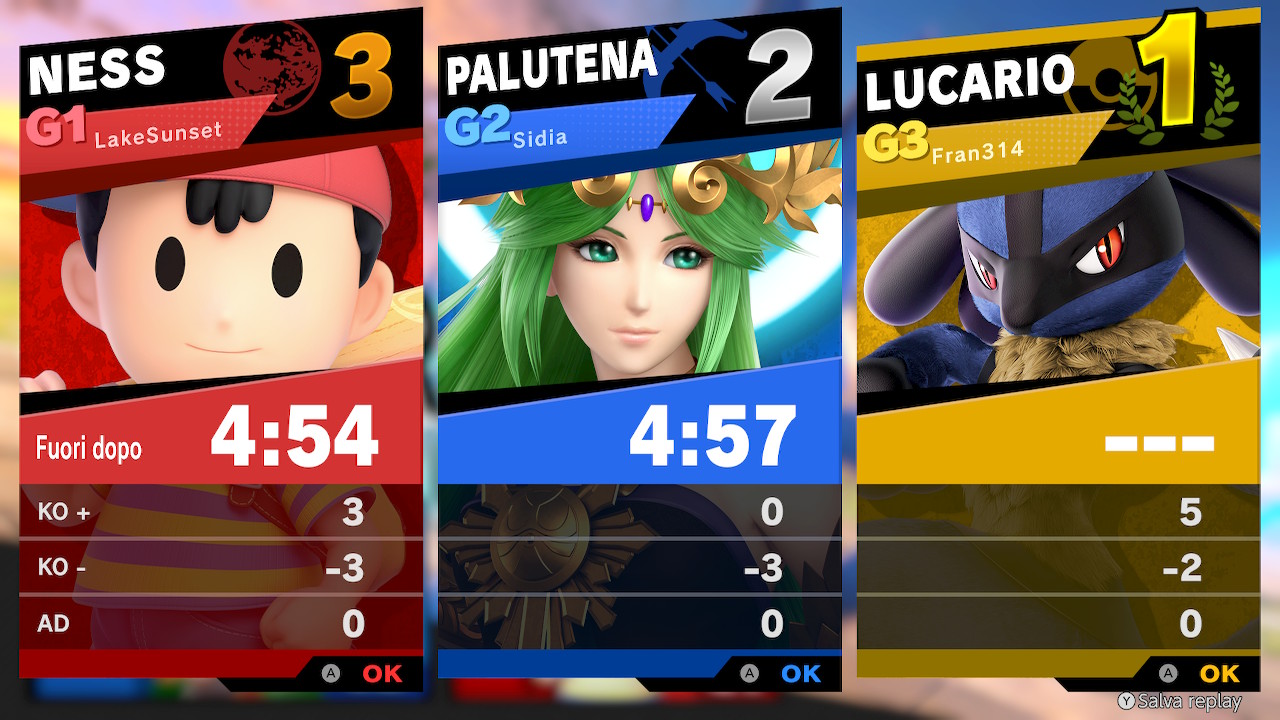 NESS 3
G1 LakeSunset
Fuori dopo 4:54
KO + 3
KO - -3
AD 0
A OK
PALUTENA 2
G2 Sidia
4:57
0
-3
0
A OK
LUCARIO 1
G3 Fran314
---
5
-2
0
A OK
Y Salva replay